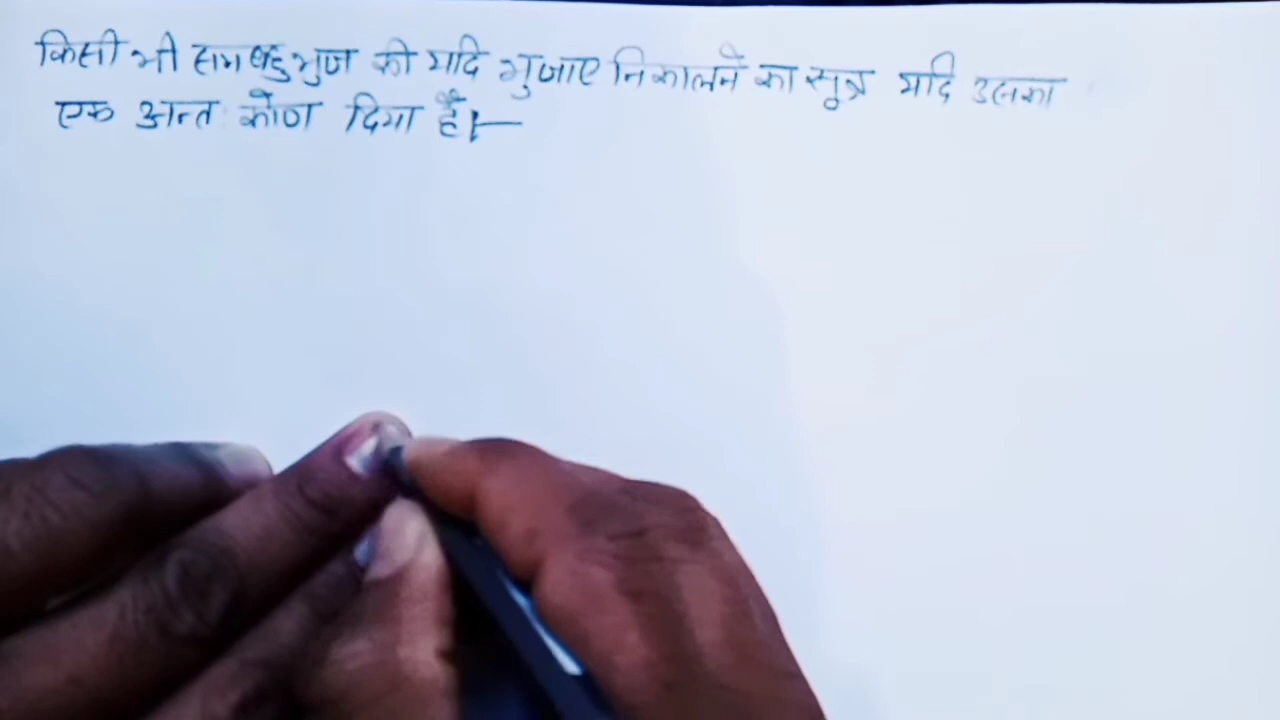 किसी भी सम बहुभुज की यदि भुजाए निकालने का सूत्र यदि उसका
एक अन्त कोण दिया हैं।—